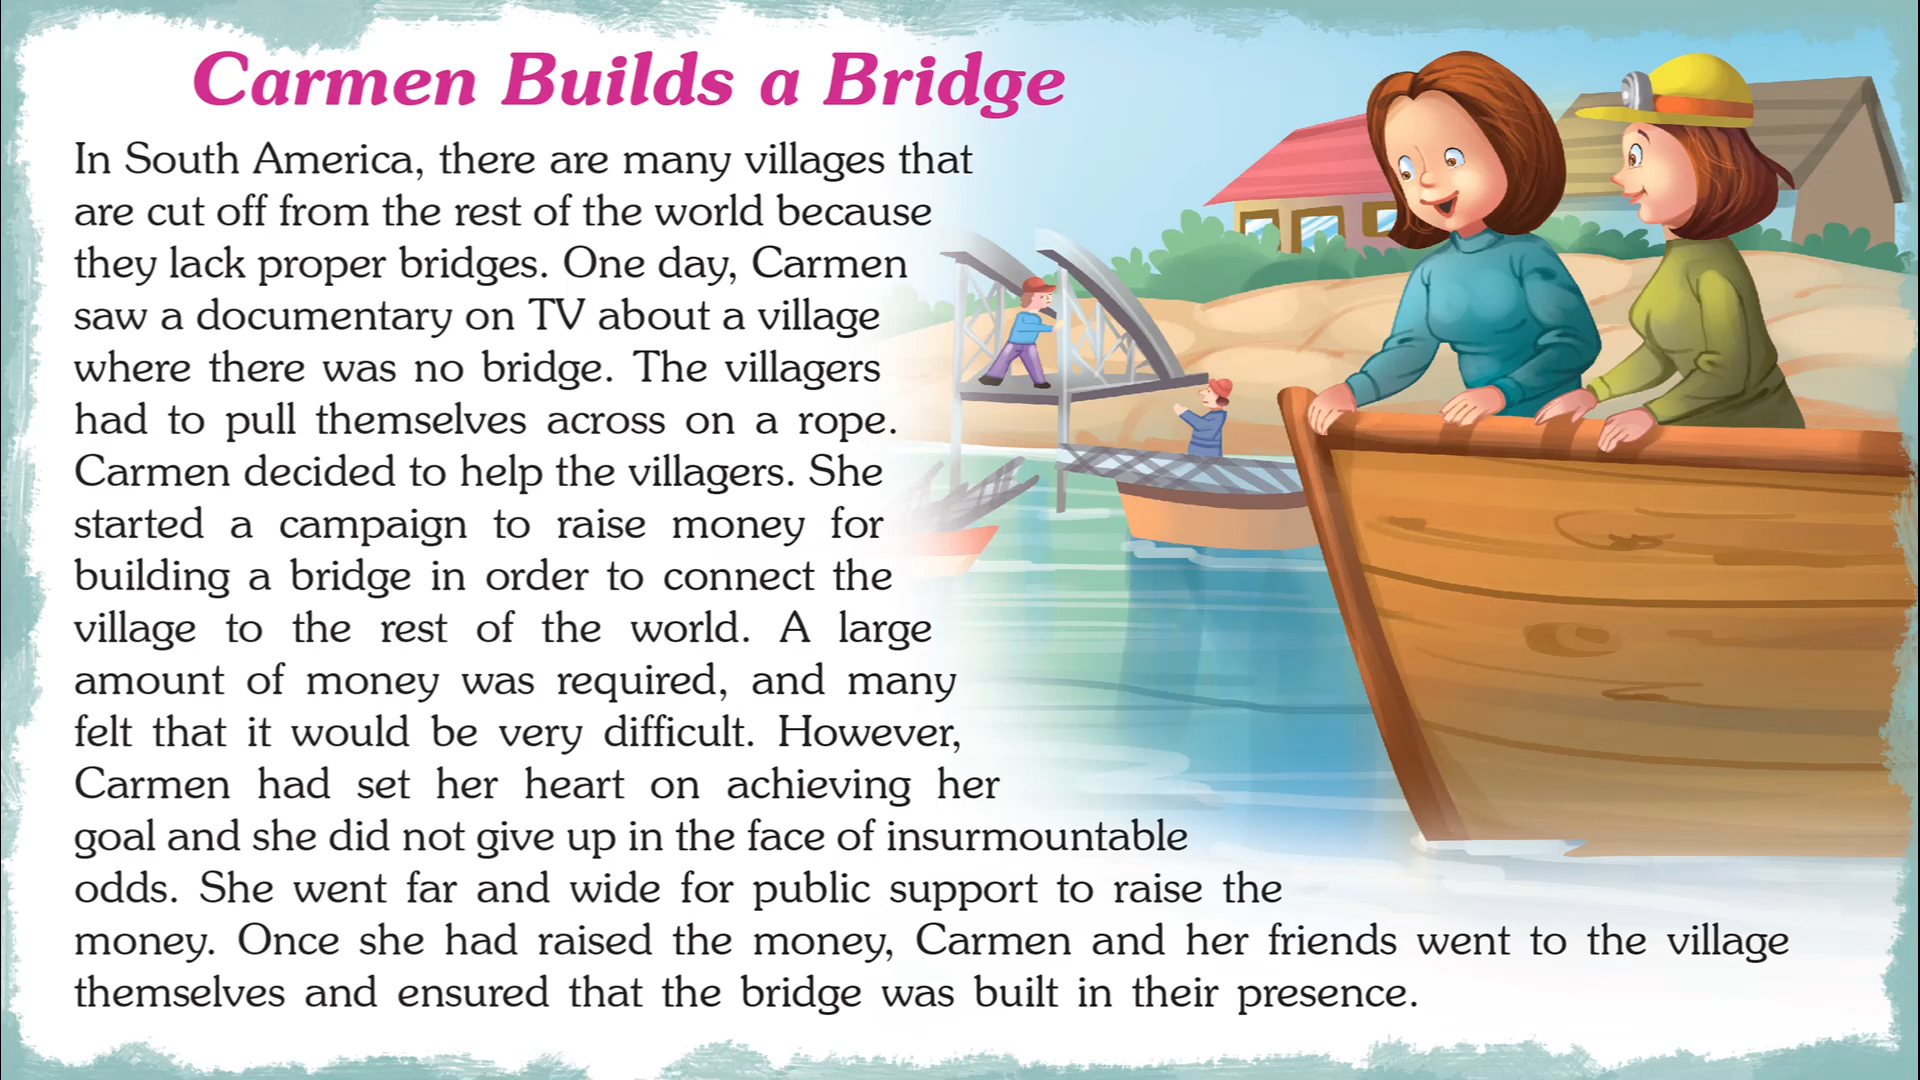 Carmen Builds a Bridge
In South America, there are many villages that
are cut off from the rest of the world because
they lack proper bridges. One day, Carmen
saw a documentary on TV about a village
where there was no bridge. The villagers
had to pull themselves across on a rope.
Carmen decided to help the villagers. She
started a campaign to raise money for
building a bridge in order to connect the
village to the rest of the world. A large
amount of money was required, and many
felt that it would be very difficult. However,
Carmen had set her heart on achieving her
goal and she did not give up in the face of insurmountable
odds. She went far and wide for public support to raise the
money. Once she had raised the money, Carmen and her friends went to the village
themselves and ensured that the bridge was built in their presence.